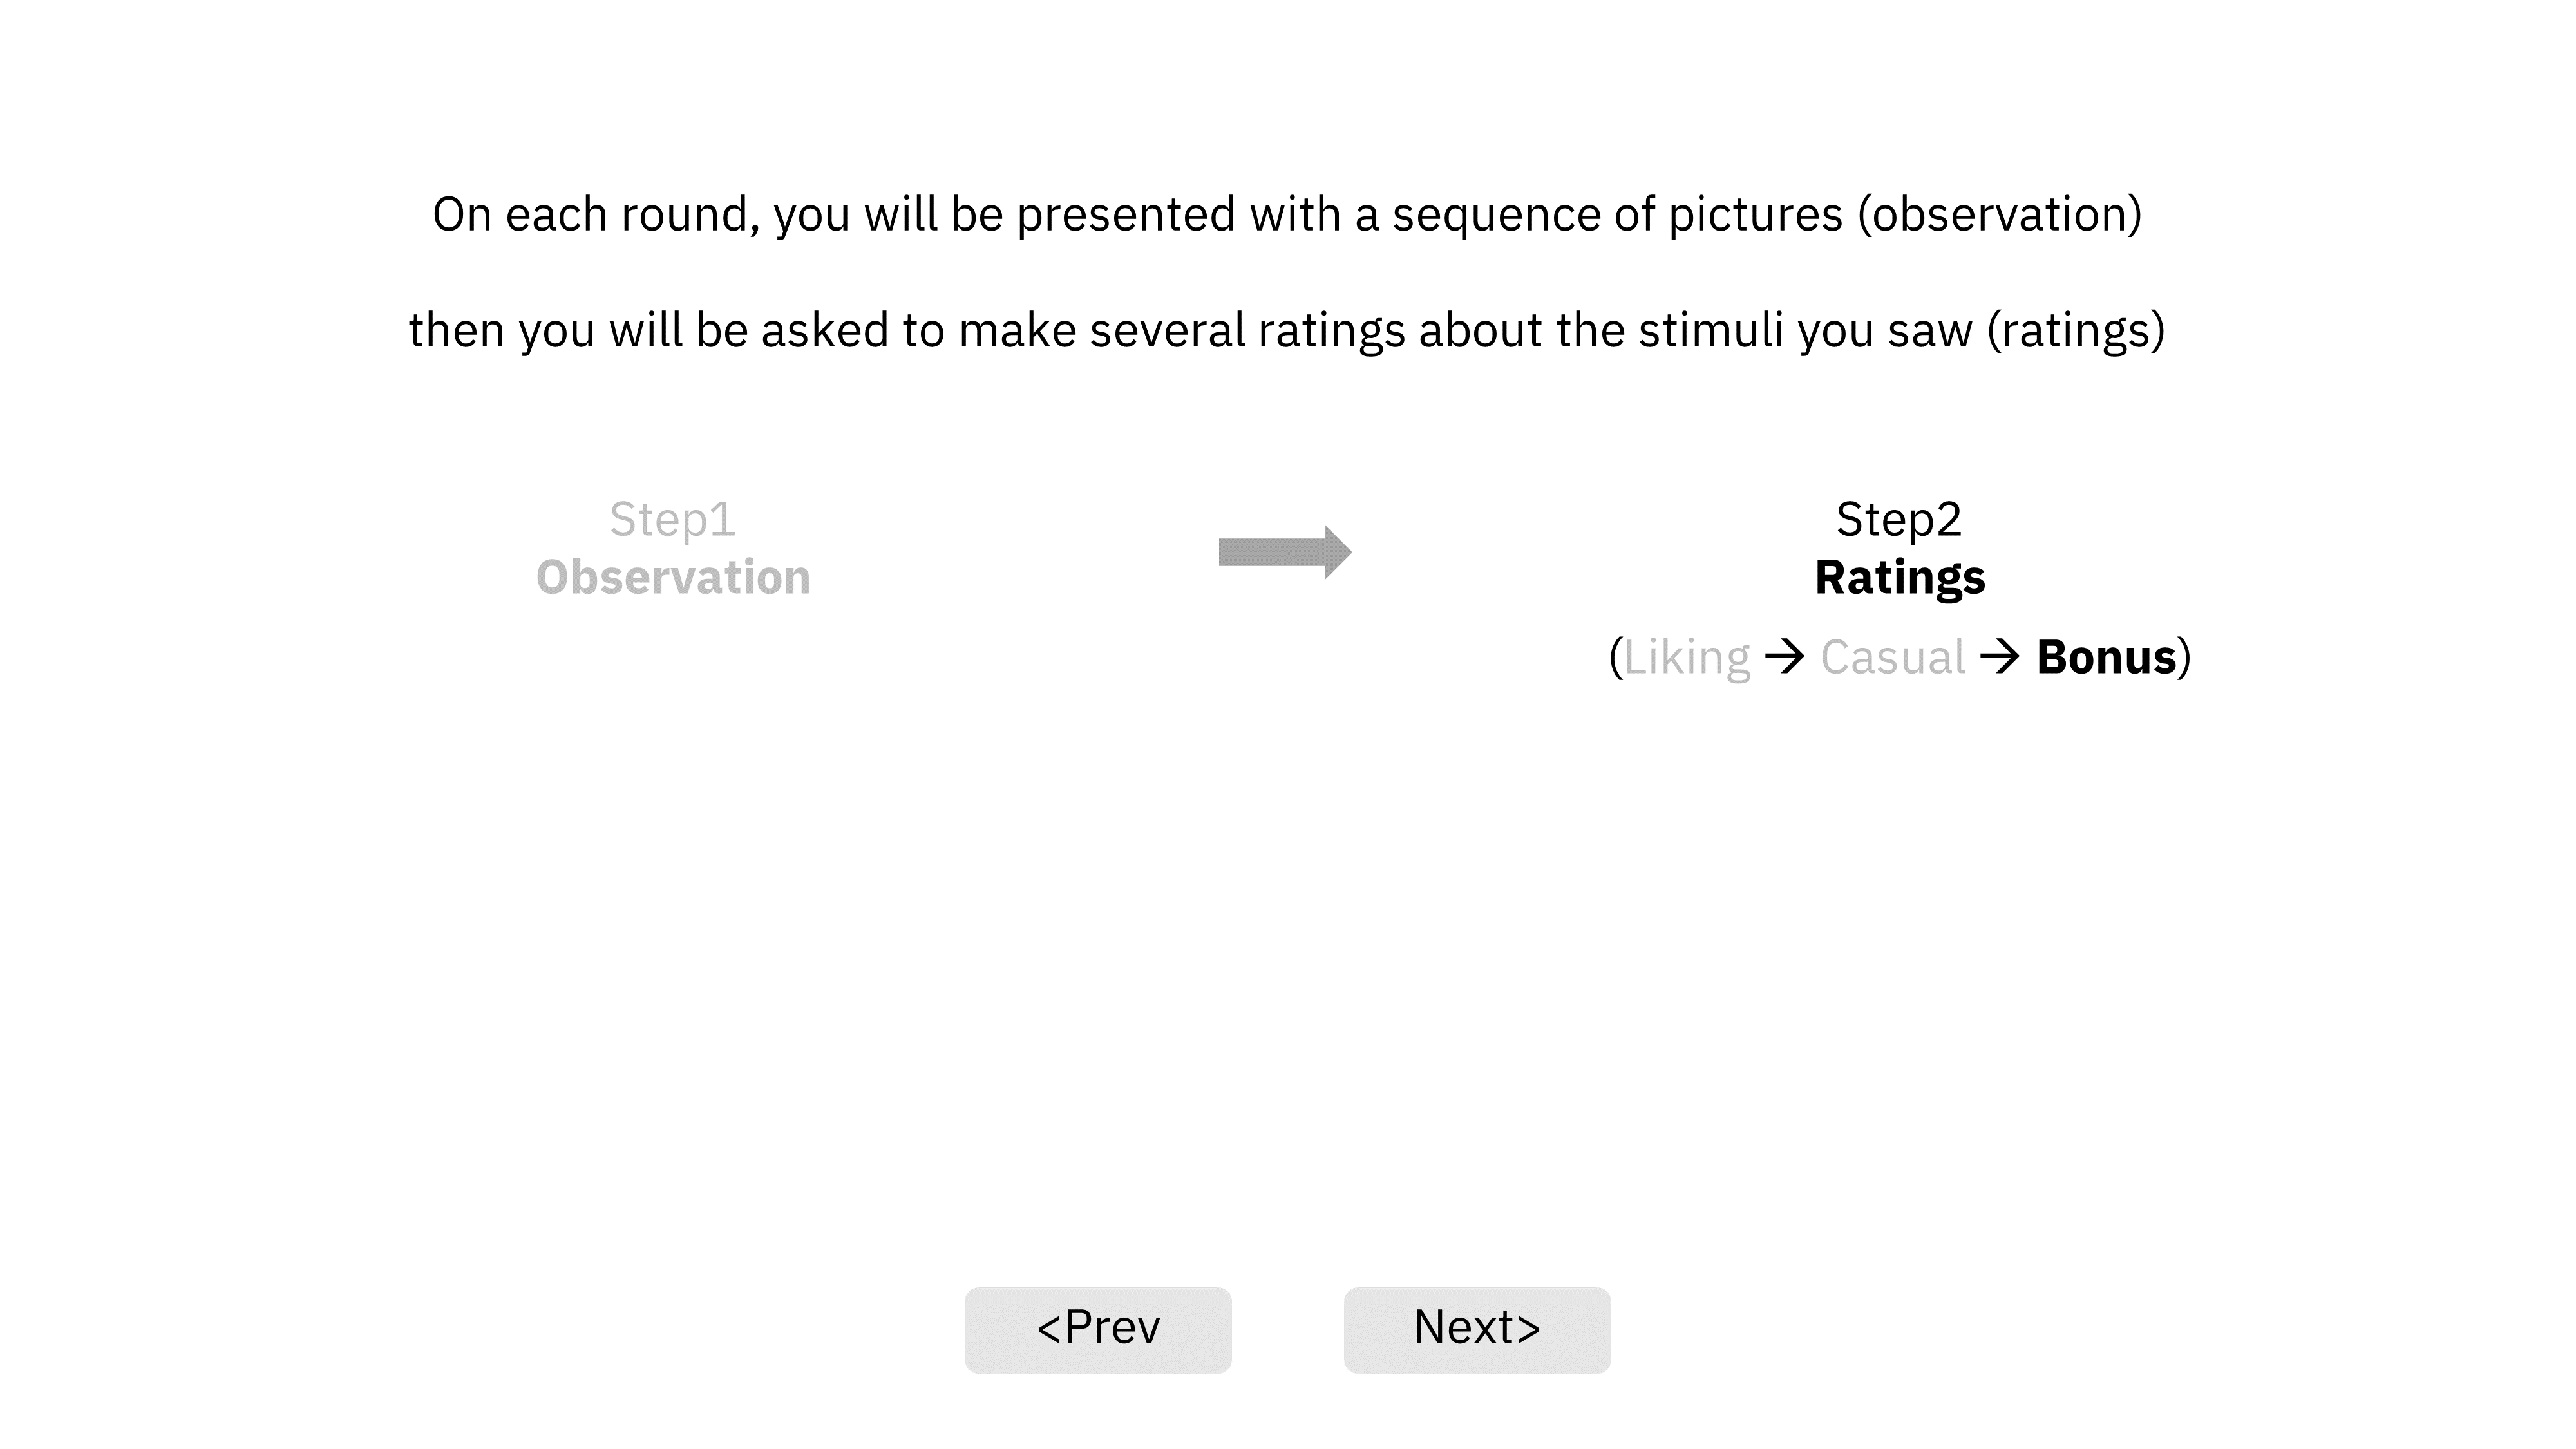 On each round, you will be presented with a sequence of pictures (observation)
then you will be asked to make several ratings about the stimuli you saw (ratings)
Step1
Observation
Step2
Ratings
(Liking → Casual → Bonus)
<Prev
Next>